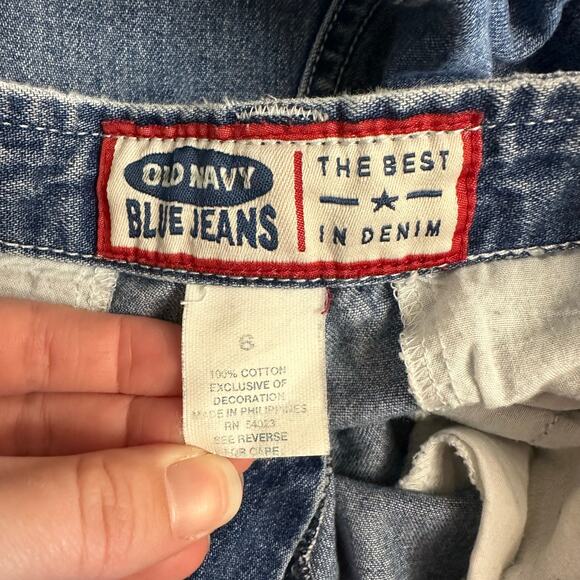 OLD NAVY
BLUE JEANS
THE BEST
IN DENIM
6
100% COTTON
EXCLUSIVE OF
DECORATION
MADE IN PHILIPPINES
RN 54023
SEE REVERSE
FOR CARE